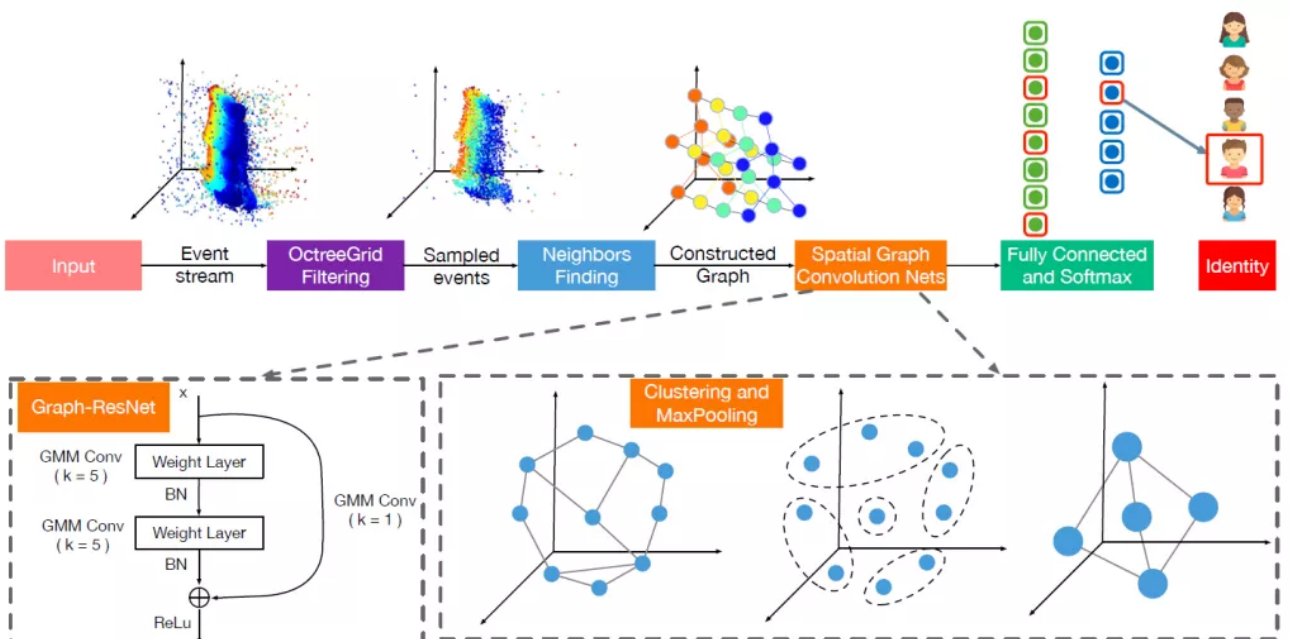 Input
Event
stream
OctreeGrid
Filtering
Sampled
events
Neighbors
Finding
Constructed
Graph
Spatial Graph
Convolution Nets
Fully Connected
and Softmax
Identity
Graph-ResNet
x
GMM Conv
( k = 5 )
Weight Layer
BN
GMM Conv
( k = 1 )
GMM Conv
( k = 5 )
Weight Layer
BN
ReLu
Clustering and
MaxPooling